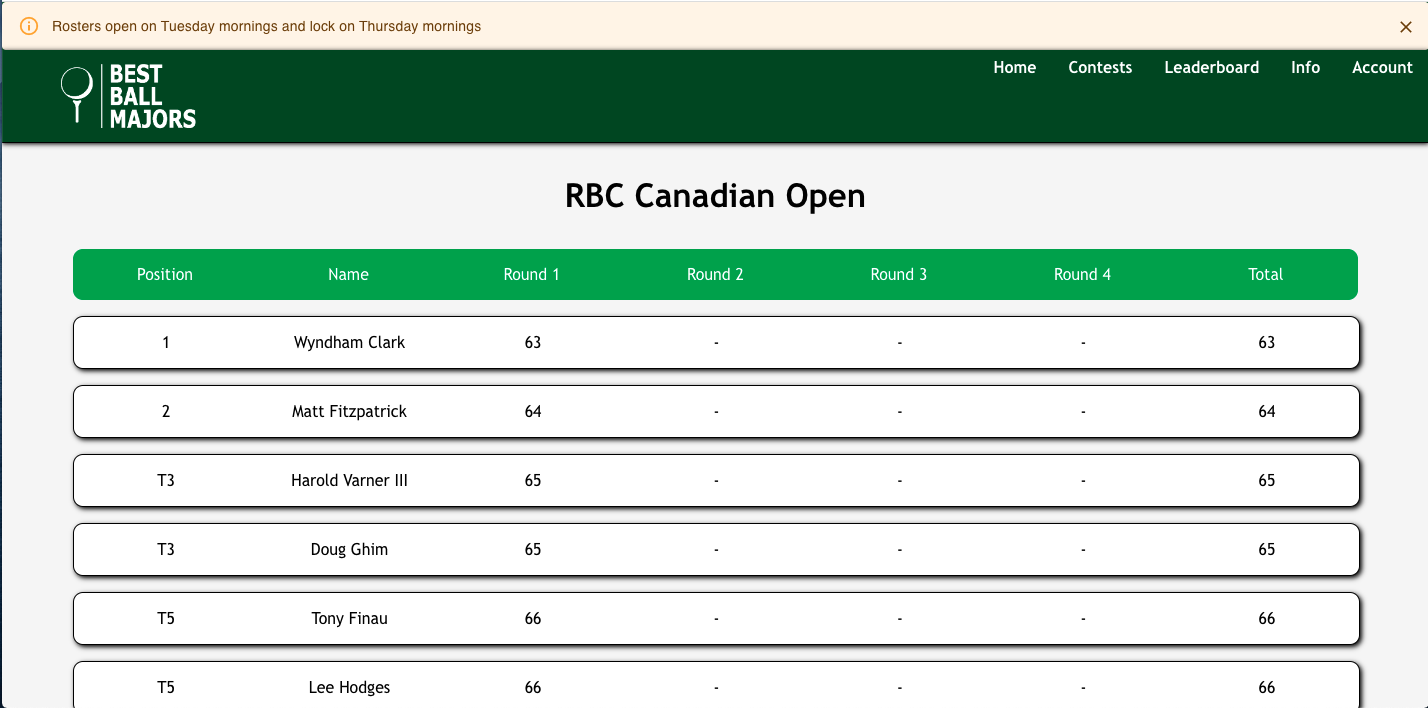 Rosters open on Tuesday mornings and lock on Thursday mornings
BEST
BALL
MAJORS
Home Contests Leaderboard Info Account
RBC Canadian Open
Position Name Round 1 Round 2 Round 3 Round 4 Total
1 Wyndham Clark 63 - - - 63
2 Matt Fitzpatrick 64 - - - 64
T3 Harold Varner III 65 - - - 65
T3 Doug Ghim 65 - - - 65
T5 Tony Finau 66 - - - 66
T5 Lee Hodges 66 - - - 66